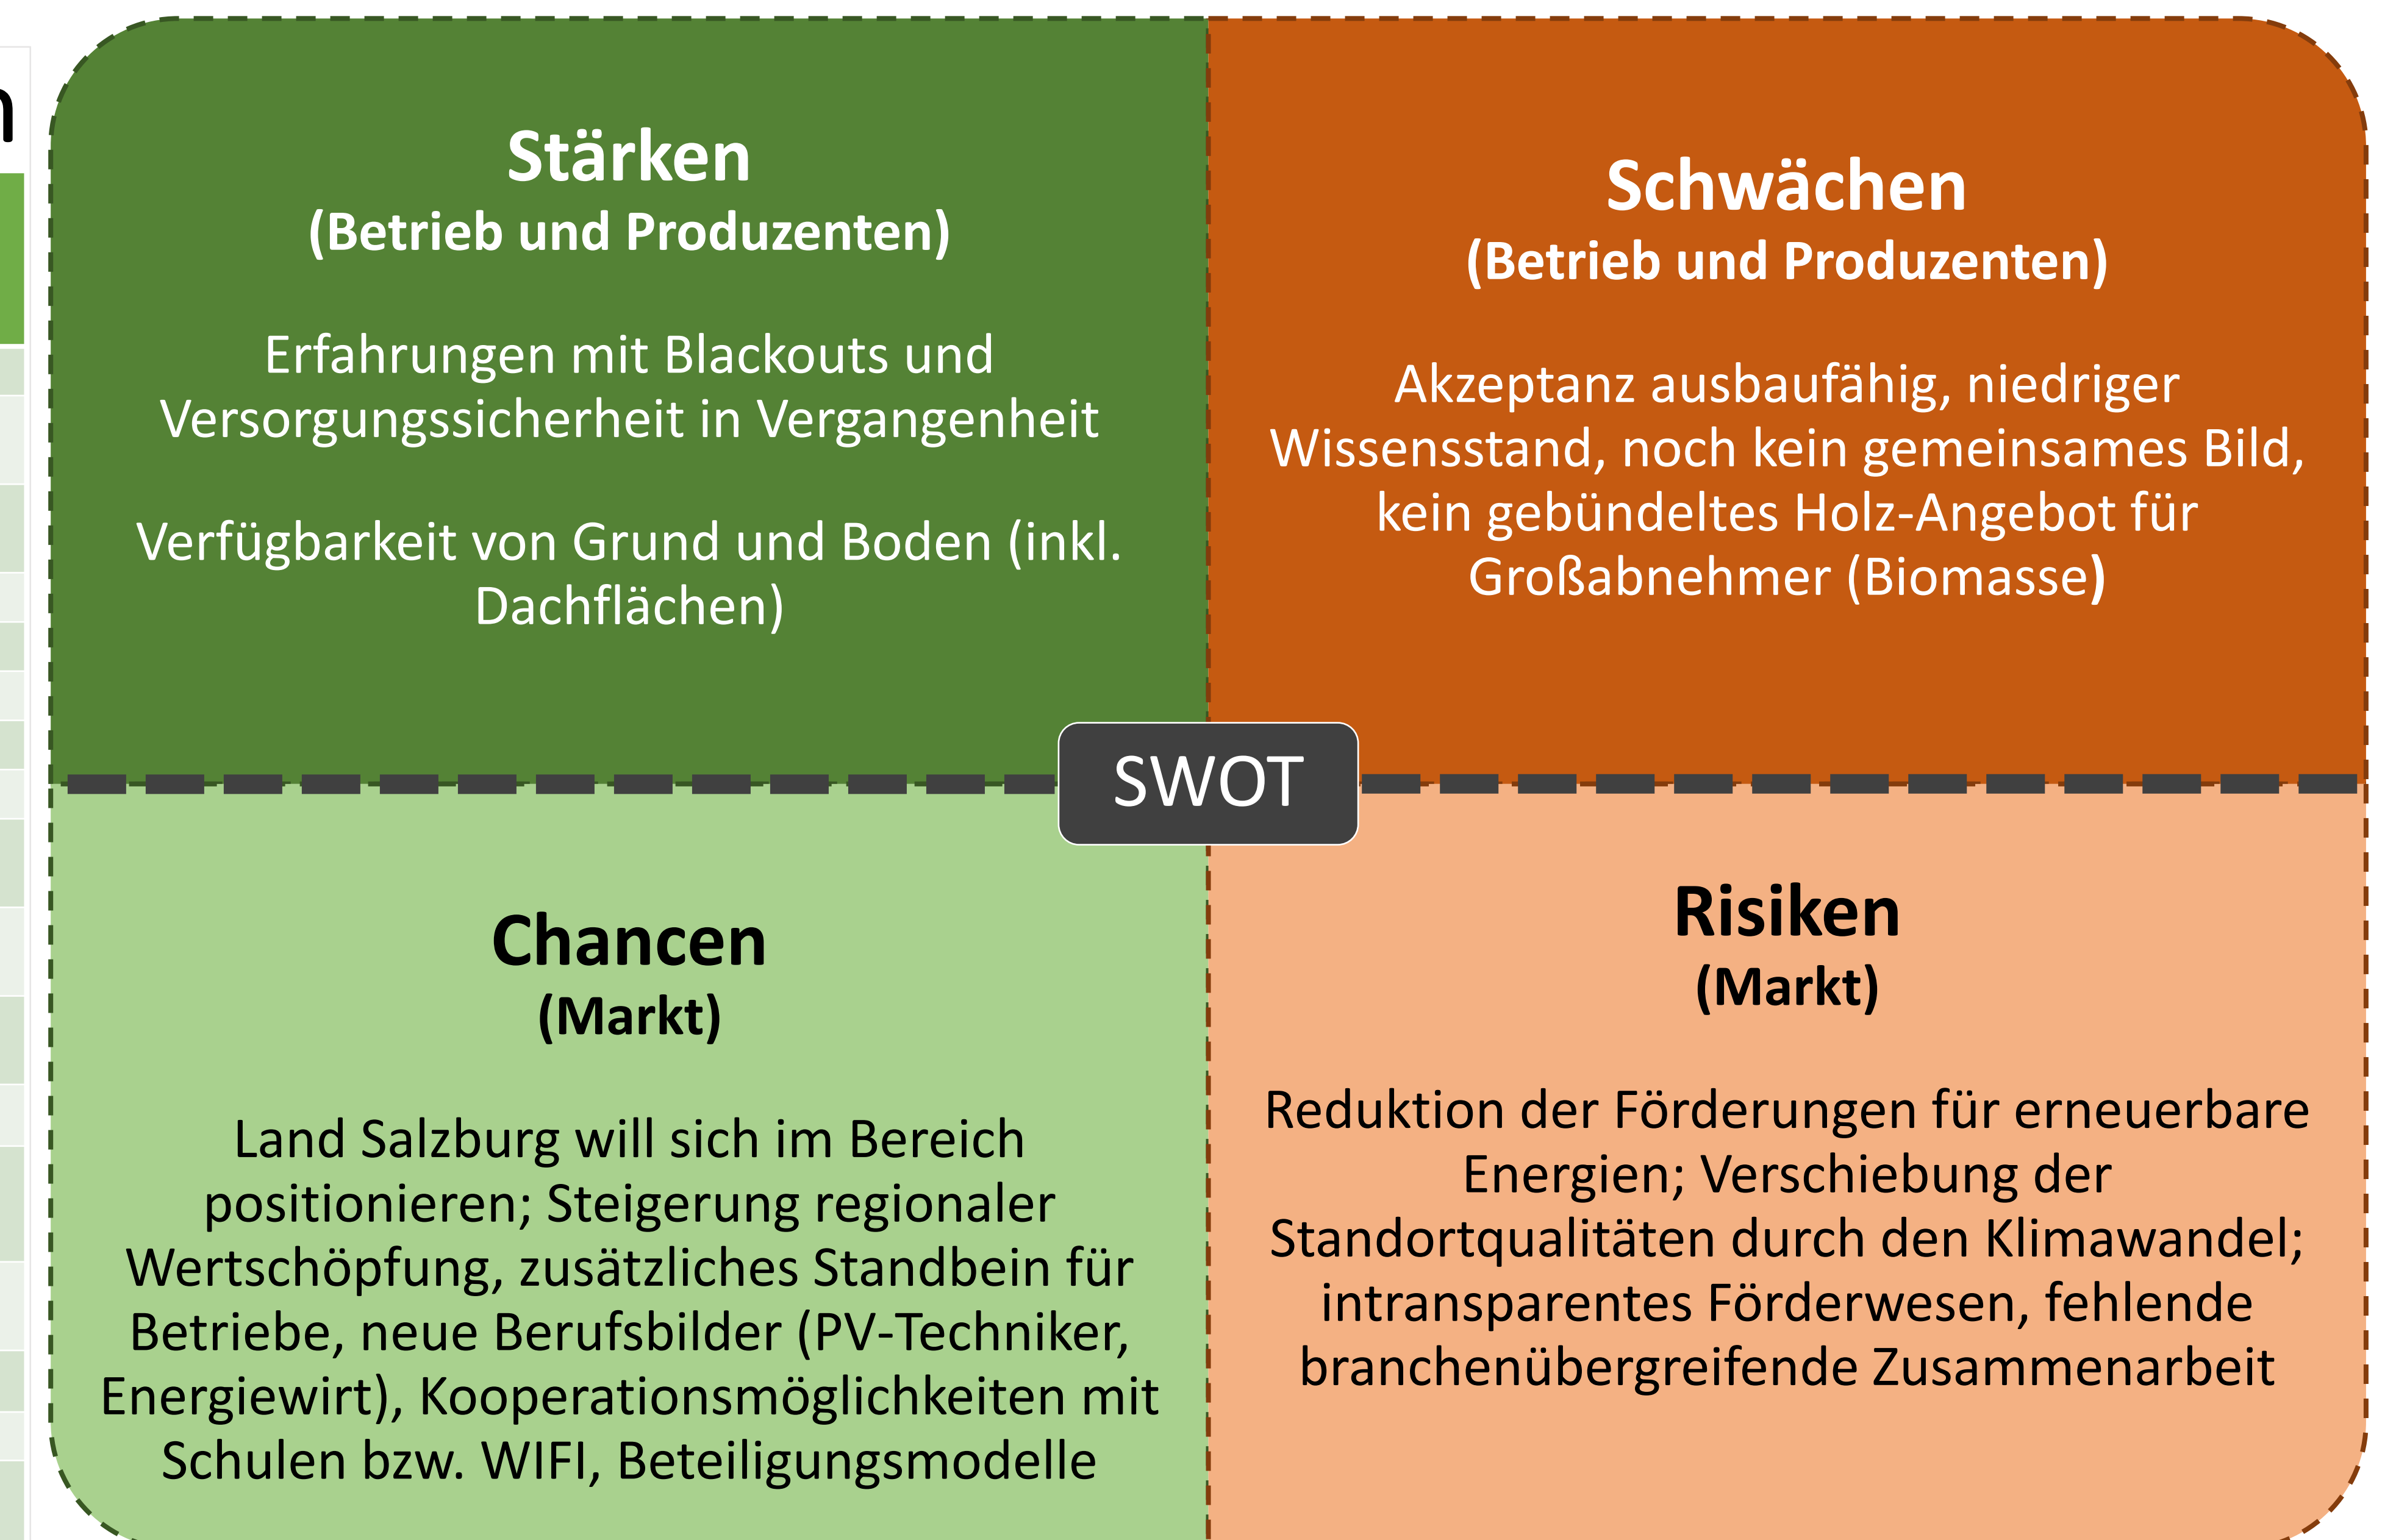 Stärken
(Betrieb und Produzenten)
Erfahrungen mit Blackouts und
Versorgungssicherheit in Vergangenheit
Verfügbarkeit von Grund und Boden (inkl.
Dachflächen)
Schwächen
(Betrieb und Produzenten)
Akzeptanz ausbaufähig, niedriger
Wissensstand, noch kein gemeinsames Bild,
kein gebündeltes Holz-Angebot für
Großabnehmer (Biomasse)
SWOT
Chancen
(Markt)
Land Salzburg will sich im Bereich
positionieren; Steigerung regionaler
Wertschöpfung, zusätzliches Standbein für
Betriebe, neue Berufsbilder (PV-Techniker,
Energiewirt), Kooperationsmöglichkeiten mit
Schulen bzw. WIFI, Beteiligungsmodelle
Risiken
(Markt)
Reduktion der Förderungen für erneuerbare
Energien; Verschiebung der
Standortqualitäten durch den Klimawandel;
intransparentes Förderwesen, fehlende
branchenübergreifende Zusammenarbeit